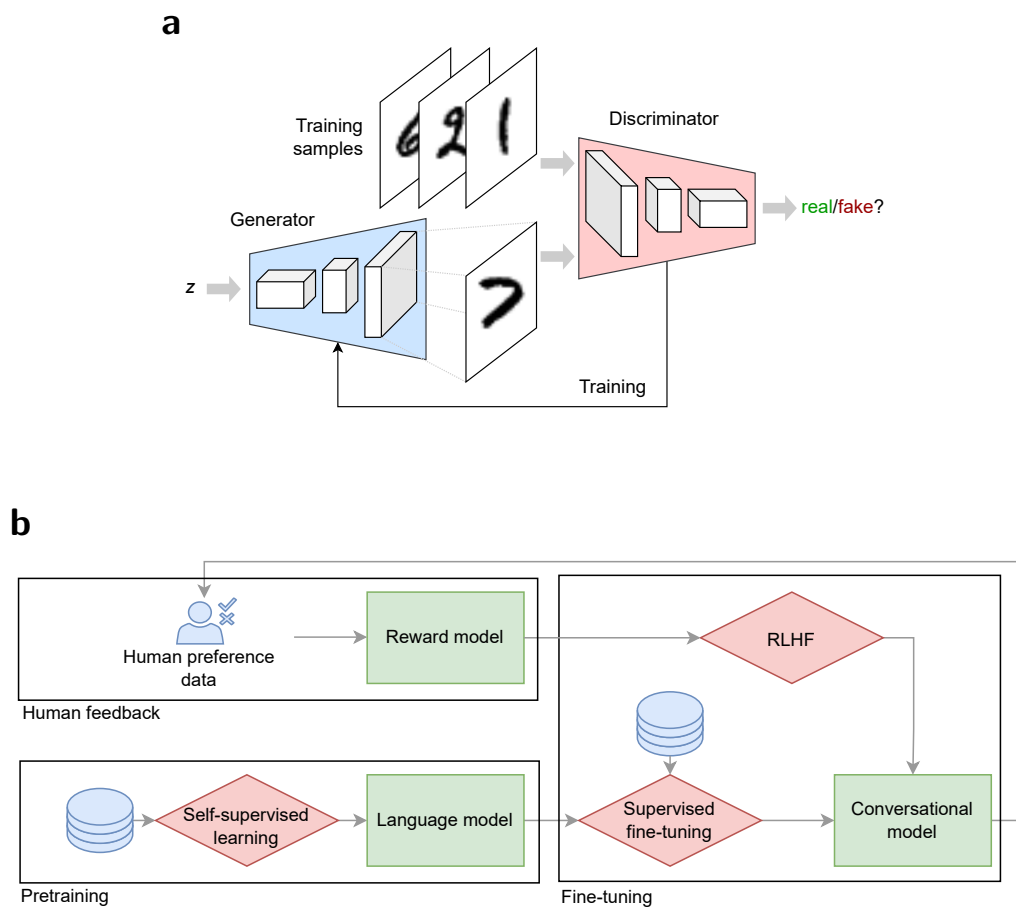 a
Training
samples
Discriminator
Generator
real/fake?
z
Training
b
Human preference
data
Reward model
RLHF
Human feedback
Self-supervised
learning
Language model
Supervised
fine-tuning
Conversational
model
Pretraining
Fine-tuning